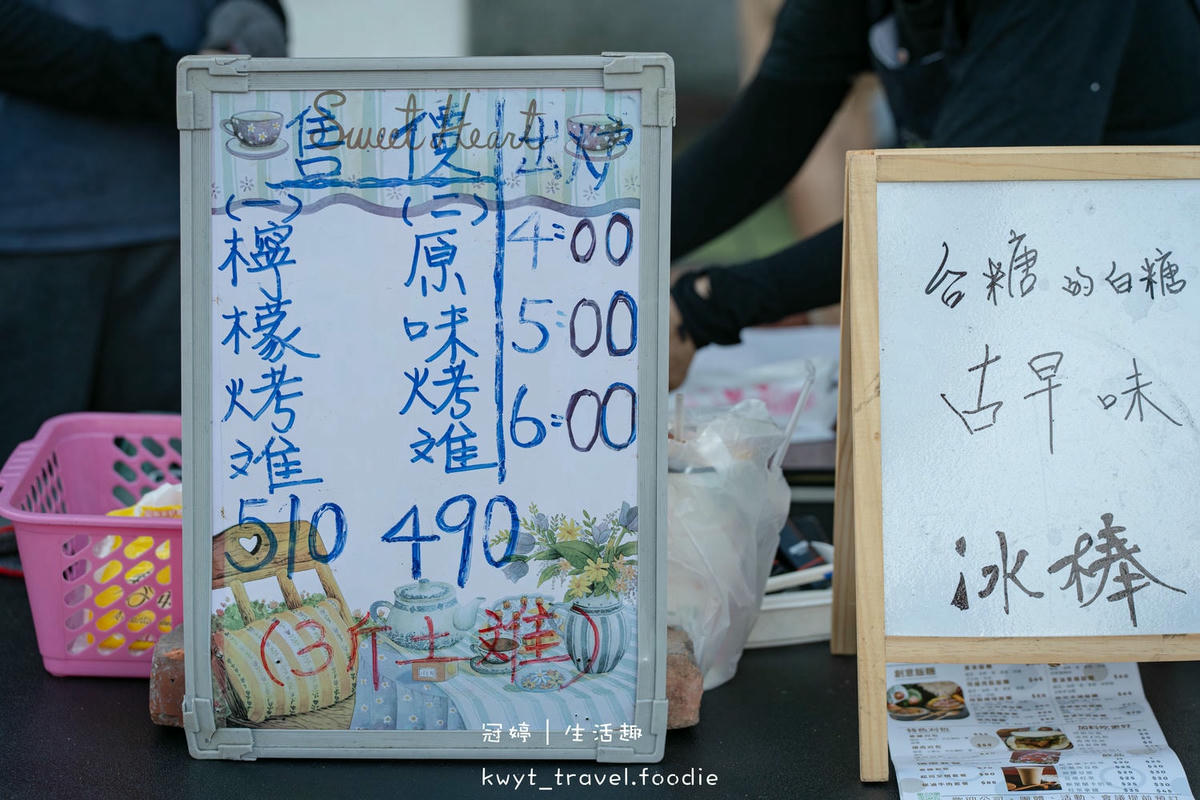 Sweet Heart
售價 出爐
(一) (二)
檸檬烤雞
原味烤雞
4:00
5:00
6:00
510 490
(3斤土雞)
台糖的白糖
古早味
冰棒
冠婷 | 生活趣
kwyt_travel.foodie